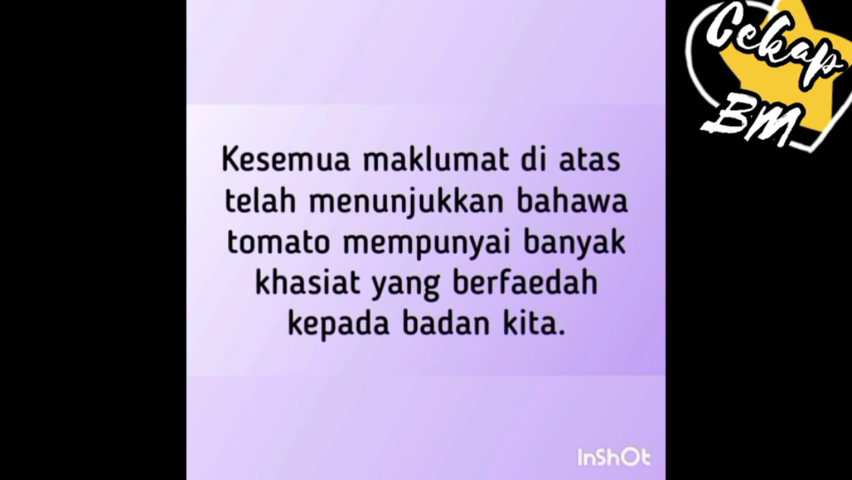 Cekap
BM
Kesemua maklumat di atas
telah menunjukkan bahawa
tomato mempunyai banyak
khasiat yang berfaedah
kepada badan kita.
InShOt